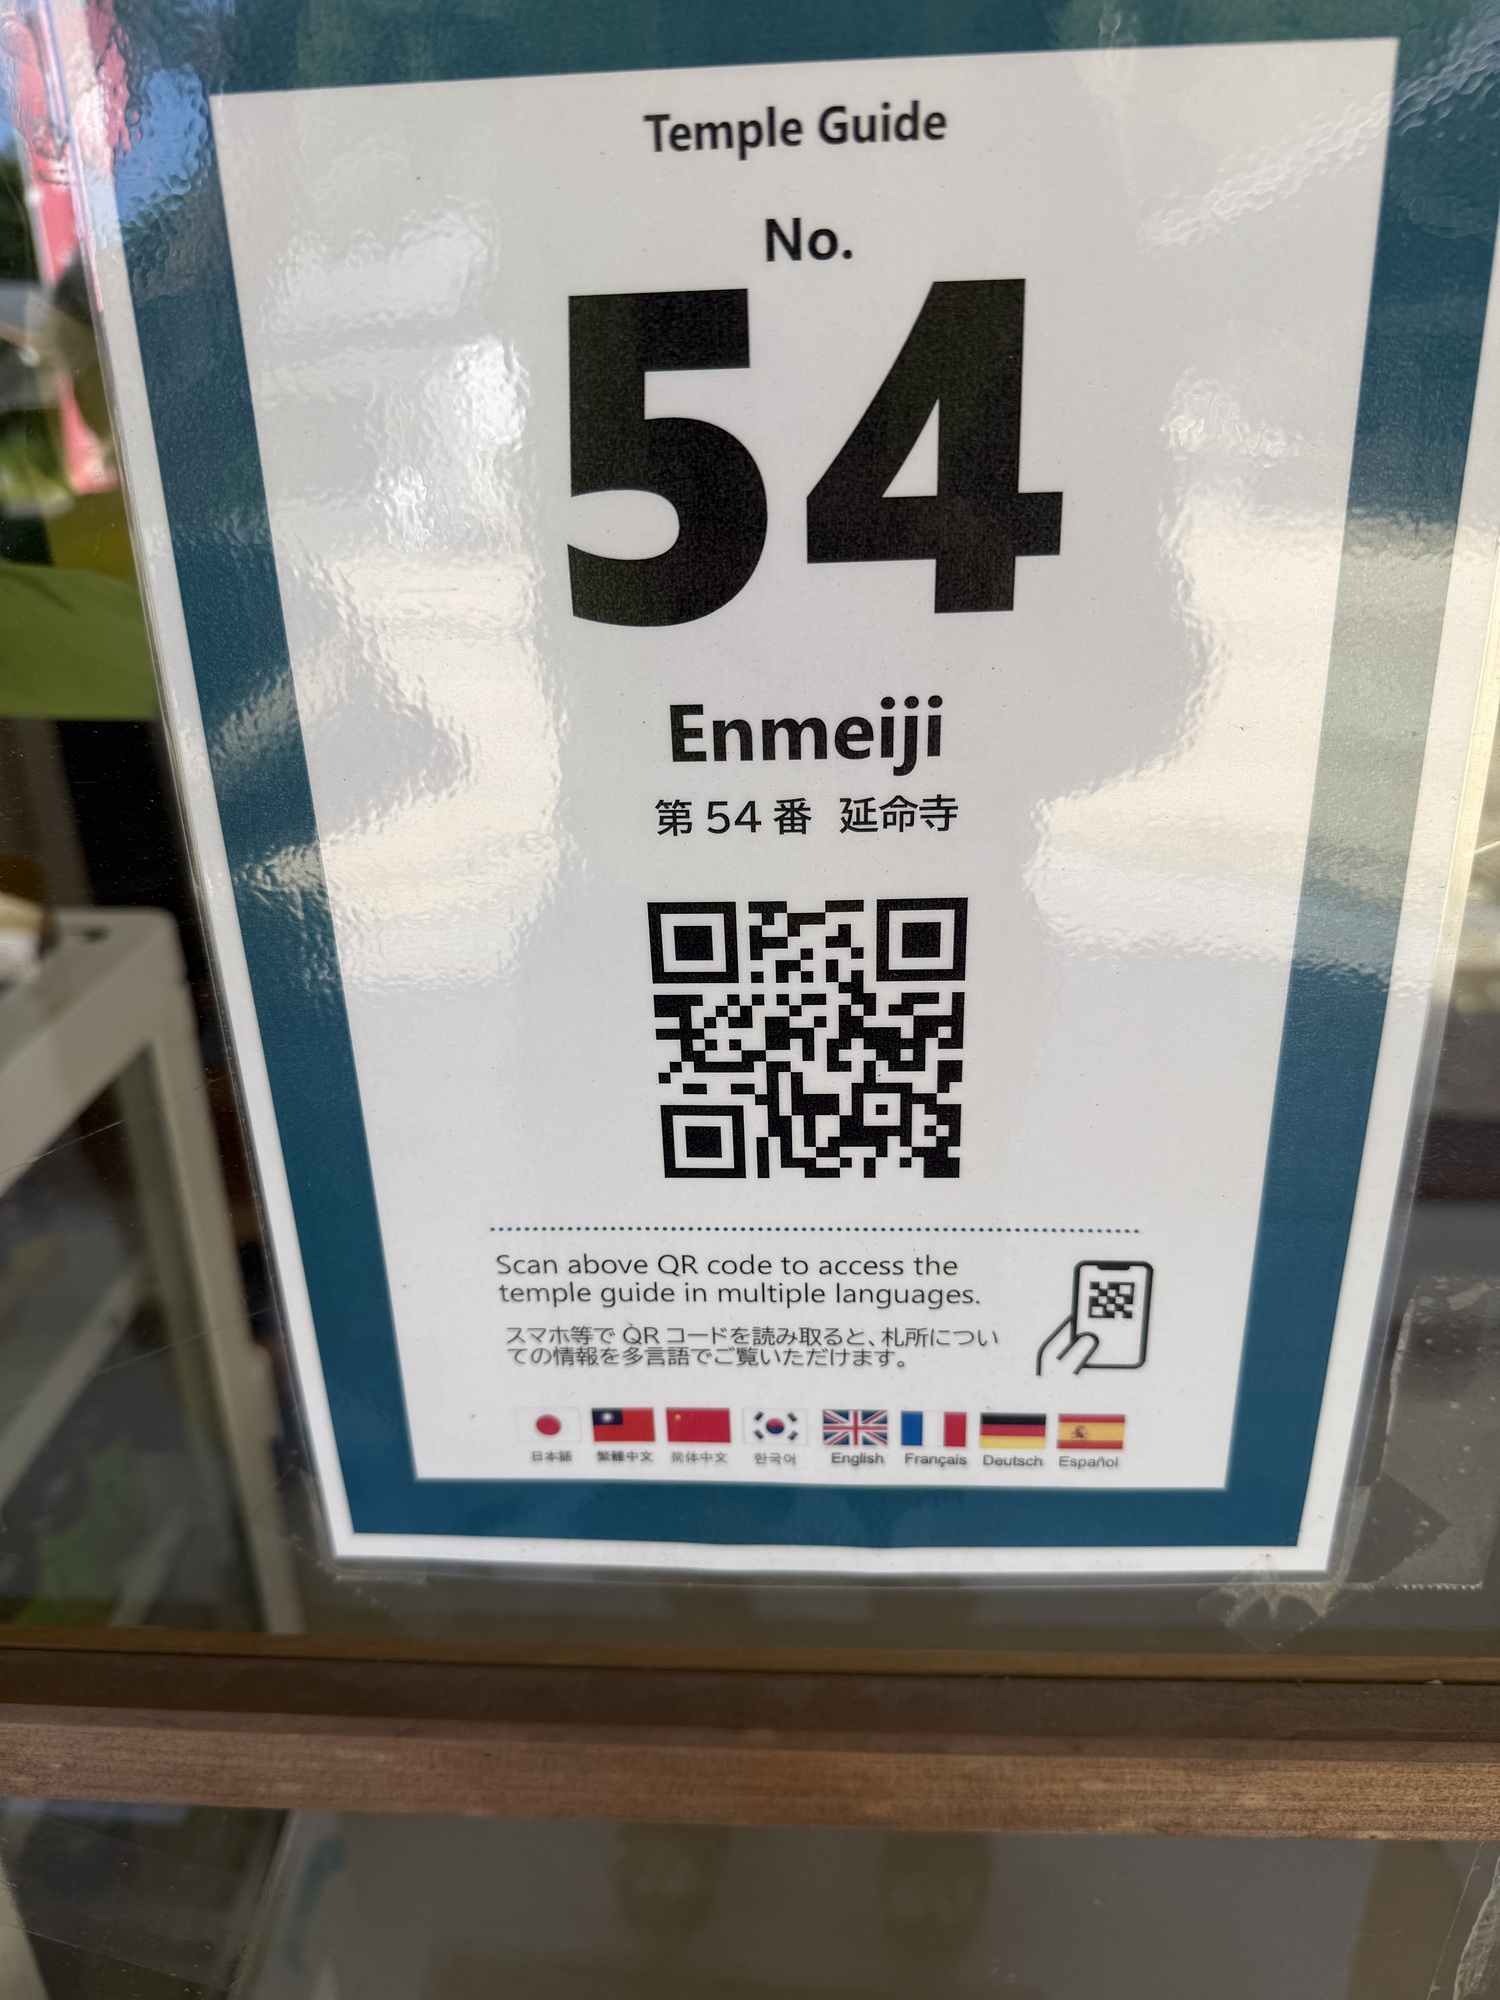 Temple Guide
No.
54
Enmeiji
第 54 番 延命寺
Scan above QR code to access the
temple guide in multiple languages.
スマホ等で QR コードを読み取ると、札所につい
ての情報を多言語でご覧いただけます。
日本語 繁體中文 简体中文 한국어 English Français Deutsch Español